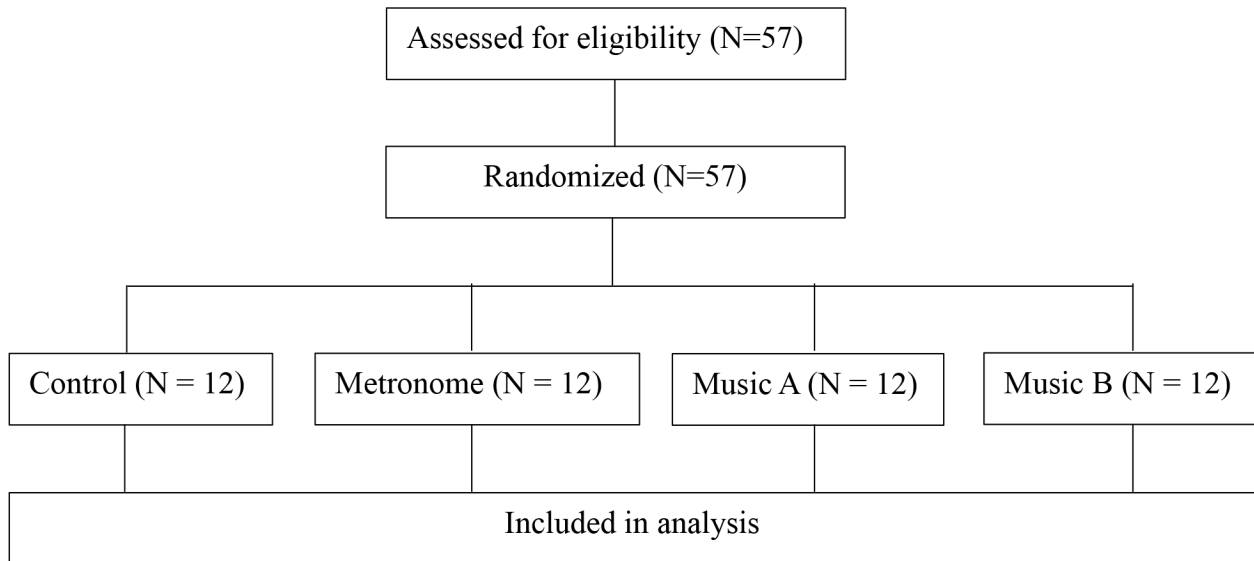 Assessed for eligibility (N=57)
Randomized (N=57)
Control (N = 12)
Metronome (N = 12)
Music A (N = 12)
Music B (N = 12)
Included in analysis